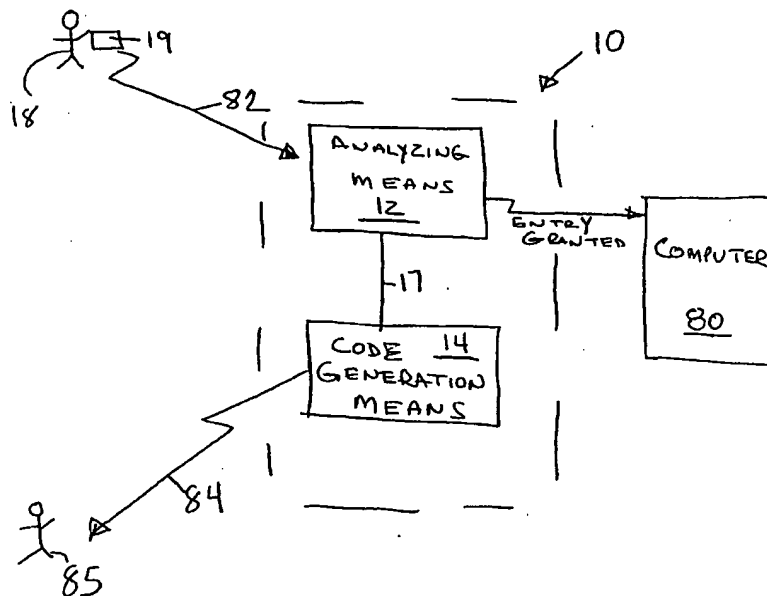 19
10
18
82
ANALYZING
MEANS
12
ENTRY
GRANTED
COMPUTER
80
17
CODE 14
GENERATION
MEANS
84
85